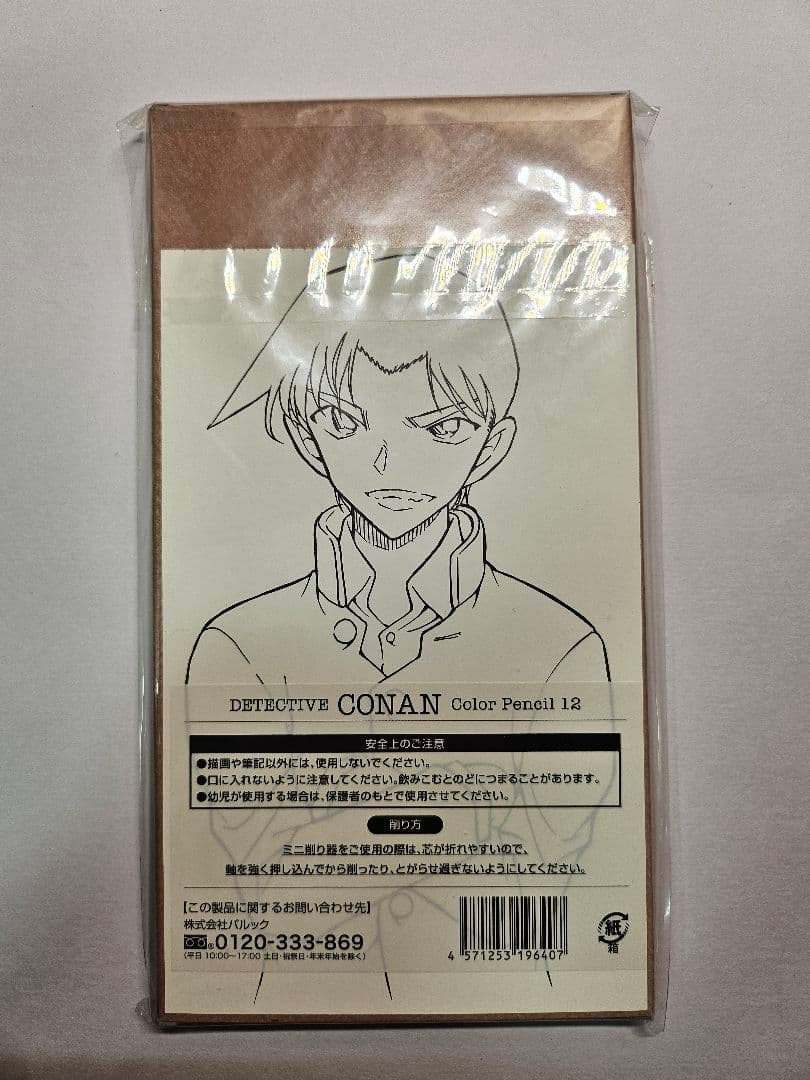 DETECTIVE CONAN Color Pencil 12
安全上のご注意
●描画や筆記以外には、使用しないでください。
●口に入れないように注意してください。飲みこむとのどにつまることがあります。
●幼児が使用する場合は、保護者のもとで使用させてください。
削り方
ミニ削り器をご使用の際は、芯が折れやすいので、
軸を強く押し込んでから削ったり、とがらせ過ぎないようにしてください。
【この製品に関するお問い合わせ先】
株式会社バルック
0120-333-869
(平日 10:00〜17:00 土日・祝祭日・年末年始を除く)
4 571253 196407
紙
箱